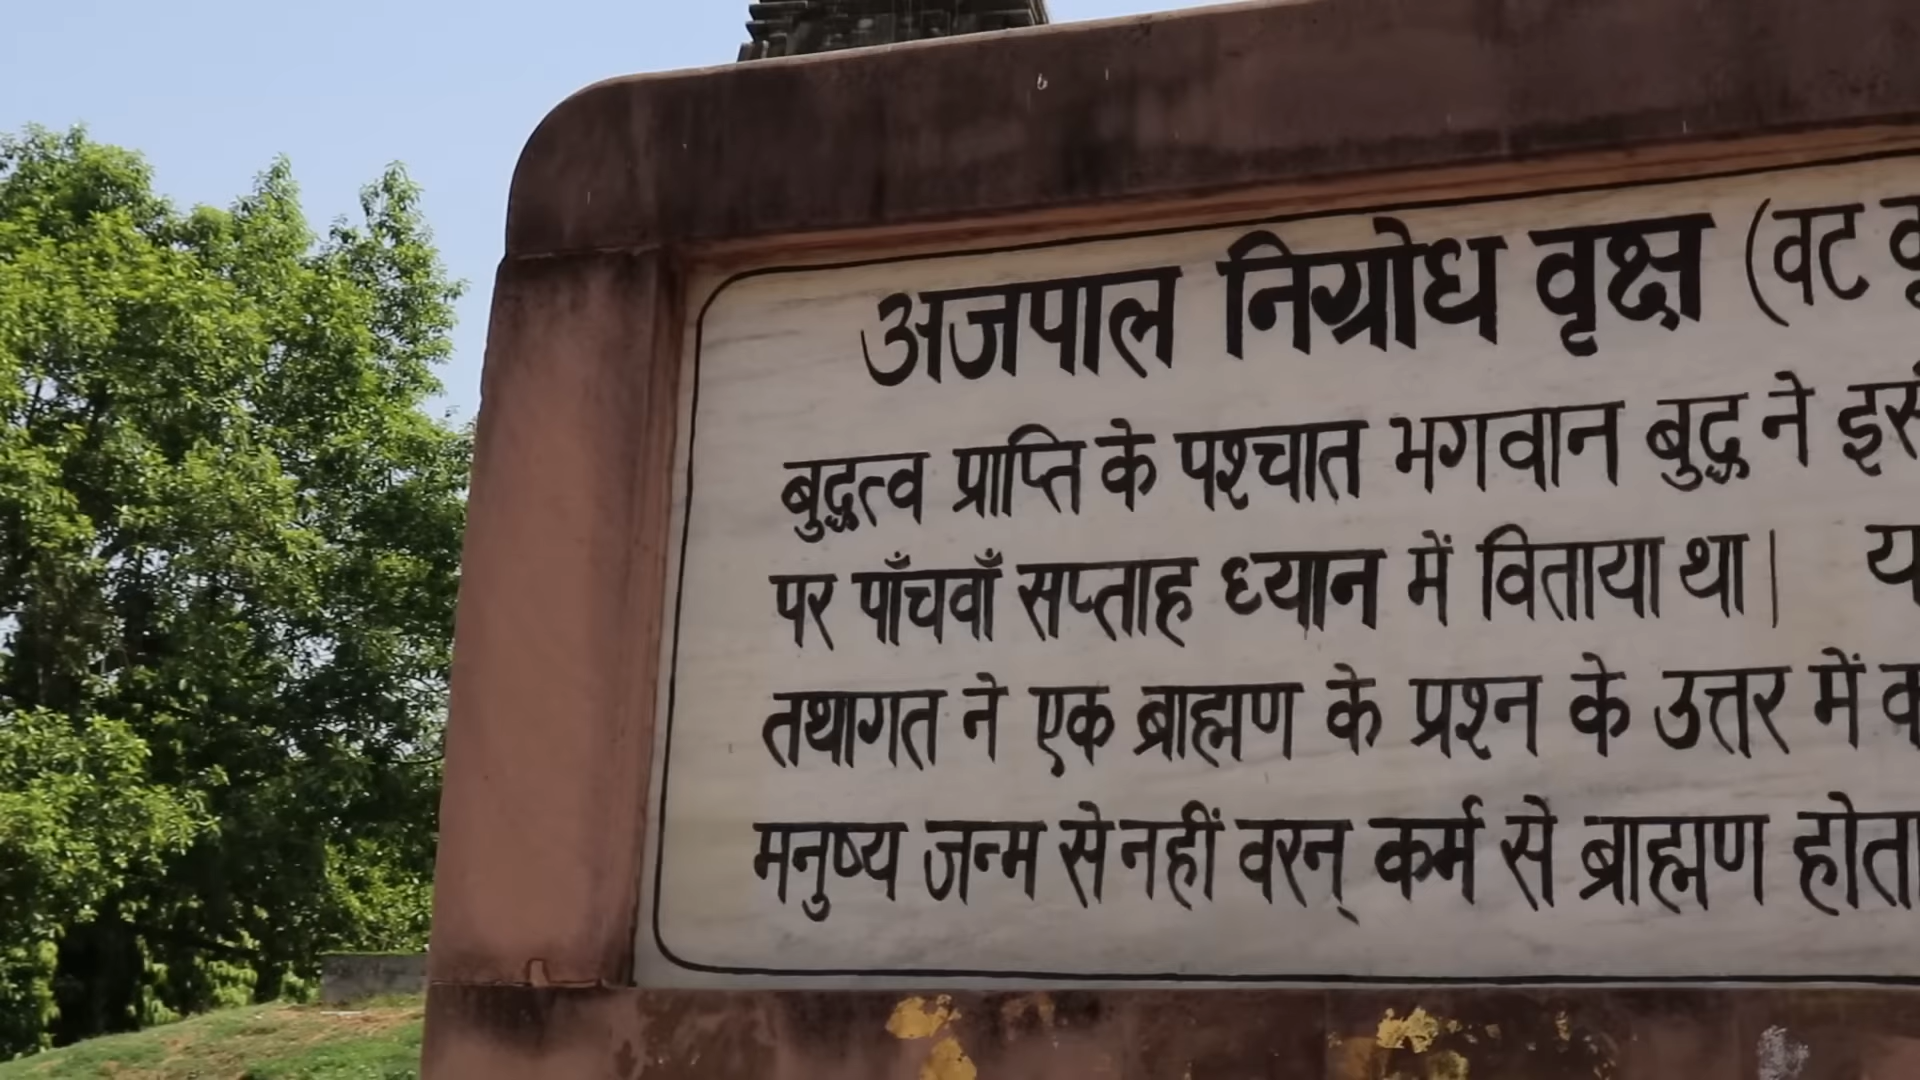 अजपाल निग्रोध वृक्ष (वट
बुद्धत्व प्राप्ति के पश्चात भगवान बुद्ध ने
पर पाँचवाँ सप्ताह ध्यान में विताया था।
तथागत ने एक ब्राह्मण के प्रश्न के उत्तर में
मनुष्य जन्म से नहीं वरन् कर्म से ब्राह्मण होता